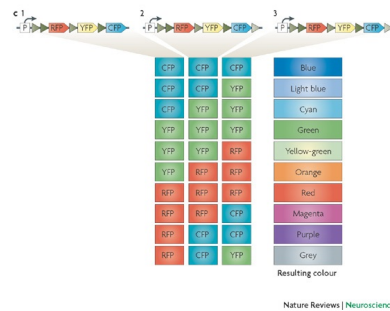 c 1 2 3
P RFP YFP CFP P RFP YFP CFP P RFP YFP CFP
CFP CFP CFP Blue
CFP CFP YFP Light blue
CFP YFP YFP Cyan
YFP YFP YFP Green
YFP YFP RFP Yellow-green
YFP RFP RFP Orange
RFP RFP RFP Red
RFP RFP CFP Magenta
RFP CFP CFP Purple
RFP CFP YFP Grey
Resulting colour
Nature Reviews | Neuroscienc